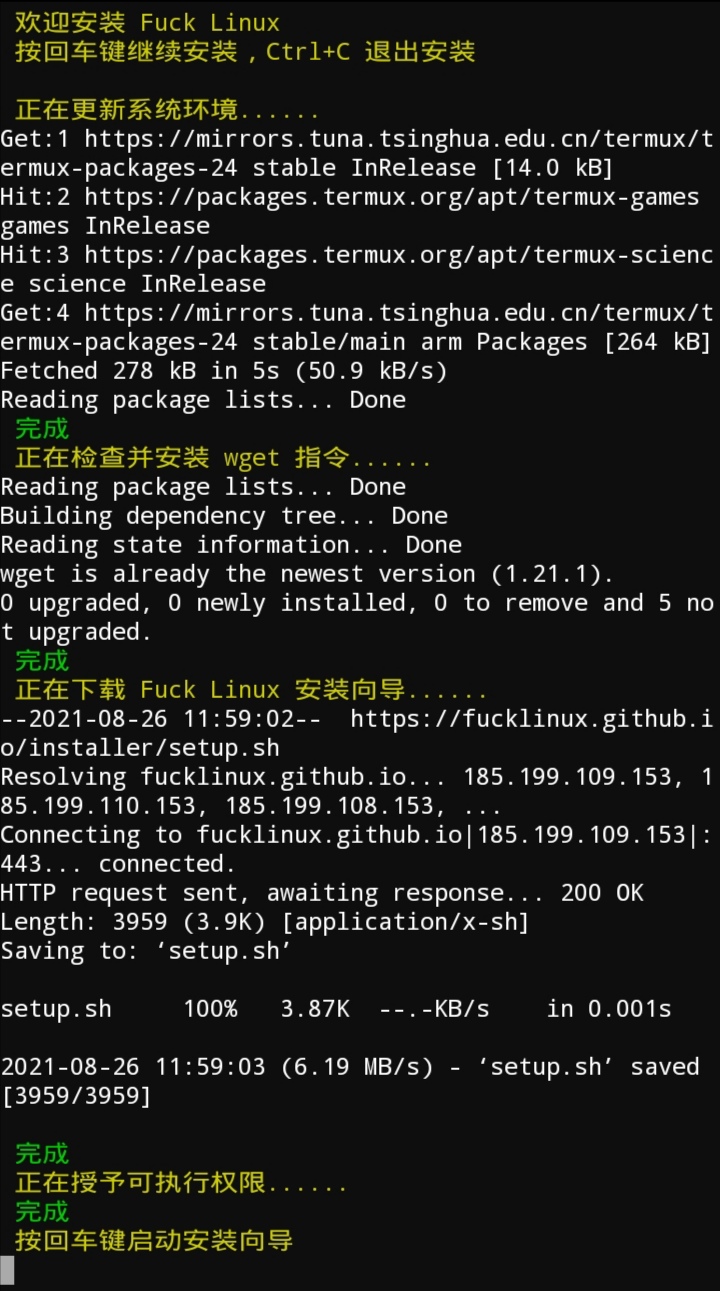 欢迎安装 Fuck Linux
按回车键继续安装，Ctrl+C 退出安装
正在更新系统环境......
Get:1 https://mirrors.tuna.tsinghua.edu.cn/termux/t
ermux-packages-24 stable InRelease [14.0 kB]
Hit:2 https://packages.termux.org/apt/termux-games
games InRelease
Hit:3 https://packages.termux.org/apt/termux-scienc
e science InRelease
Get:4 https://mirrors.tuna.tsinghua.edu.cn/termux/t
ermux-packages-24 stable/main arm Packages [264 kB]
Fetched 278 kB in 5s (50.9 kB/s)
Reading package lists... Done
完成
正在检查并安装 wget 指令......
Reading package lists... Done
Building dependency tree... Done
Reading state information... Done
wget is already the newest version (1.21.1).
0 upgraded, 0 newly installed, 0 to remove and 5 no
t upgraded.
完成
正在下载 Fuck Linux 安装向导......
--2021-08-26 11:59:02--  https://fucklinux.github.i
o/installer/setup.sh
Resolving fucklinux.github.io... 185.199.109.153, 1
85.199.110.153, 185.199.108.153, ...
Connecting to fucklinux.github.io|185.199.109.153|:
443... connected.
HTTP request sent, awaiting response... 200 OK
Length: 3959 (3.9K) [application/x-sh]
Saving to: ‘setup.sh’
setup.sh     100%   3.87K  --.-KB/s    in 0.001s
2021-08-26 11:59:03 (6.19 MB/s) - ‘setup.sh’ saved
[3959/3959]
完成
正在授予可执行权限......
完成
按回车键启动安装向导